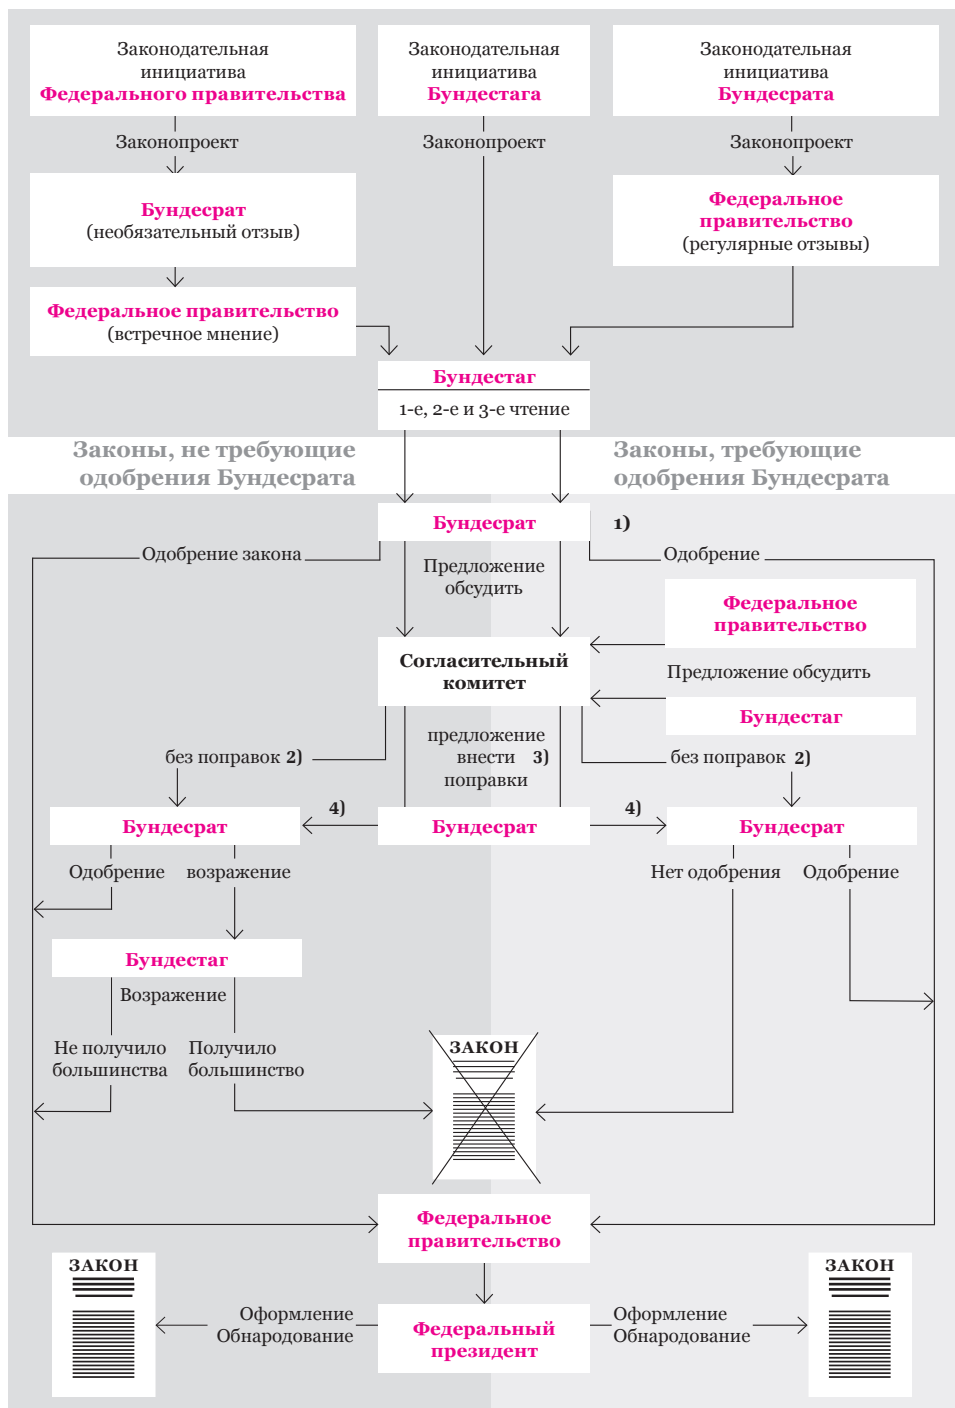 Законодательная
инициатива
Федерального правительства
Законодательная
инициатива
Бундестага
Законодательная
инициатива
Бундесрата
Законопроект
Законопроект
Законопроект
Бундесрат
(необязательный отзыв)
Федеральное
правительство
(регулярные отзывы)
Федеральное правительство
(встречное мнение)
Бундестаг
1-е, 2-е и 3-е чтение
Законы, не требующие
одобрения Бундесрата
Законы, требующие
одобрения Бундесрата
Бундесрат
1)
Одобрение закона
Предложение
обсудить
Одобрение
Федеральное
правительство
Согласительный
комитет
Предложение обсудить
Бундестаг
без поправок 2)
предложение
внести 3)
поправки
без поправок 2)
4)
4)
Бундесрат
Бундесрат
Бундесрат
Одобрение
возражение
Нет одобрения
Одобрение
Бундестаг
Возражение
Не получило
большинства
Получило
большинство
ЗАКОН
Федеральное
правительство
ЗАКОН
ЗАКОН
Оформление
Обнародование
Федеральный
президент
Оформление
Обнародование